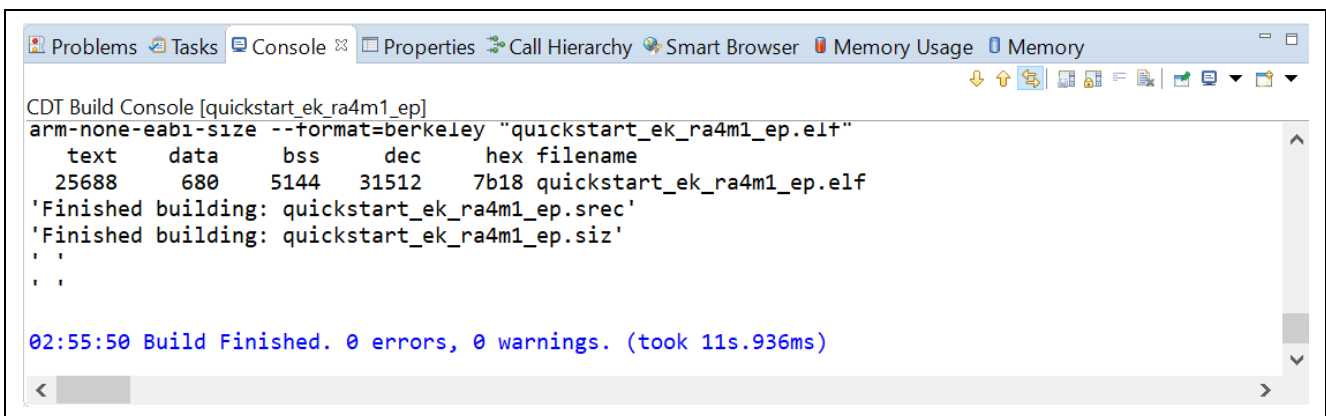 Problems Tasks Console Properties Call Hierarchy Smart Browser Memory Usage Memory
CDT Build Console [quickstart_ek_ra4m1_ep]
arm-none-eabi-size --format=berkeley "quickstart_ek_ra4m1_ep.elf"
text data bss dec hex filename
25688 680 5144 31512 7b18 quickstart_ek_ra4m1_ep.elf
'Finished building: quickstart_ek_ra4m1_ep.srec'
'Finished building: quickstart_ek_ra4m1_ep.siz'
' '
' '
02:55:50 Build Finished. 0 errors, 0 warnings. (took 11s.936ms)